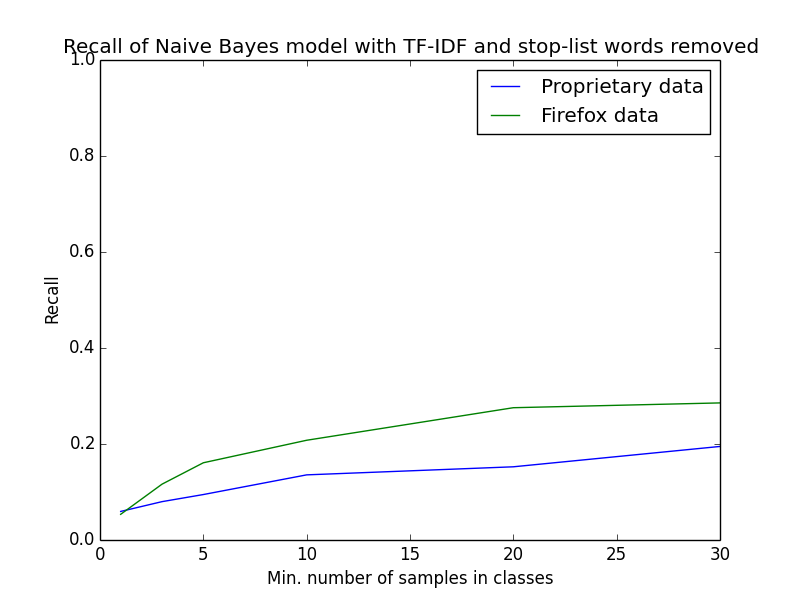 Recall of Naive Bayes model with TF-IDF and stop-list words removed
Proprietary data
Firefox data
1.0
0.8
0.6
0.4
0.2
0.0
Recall
0 5 10 15 20 25 30
Min. number of samples in classes